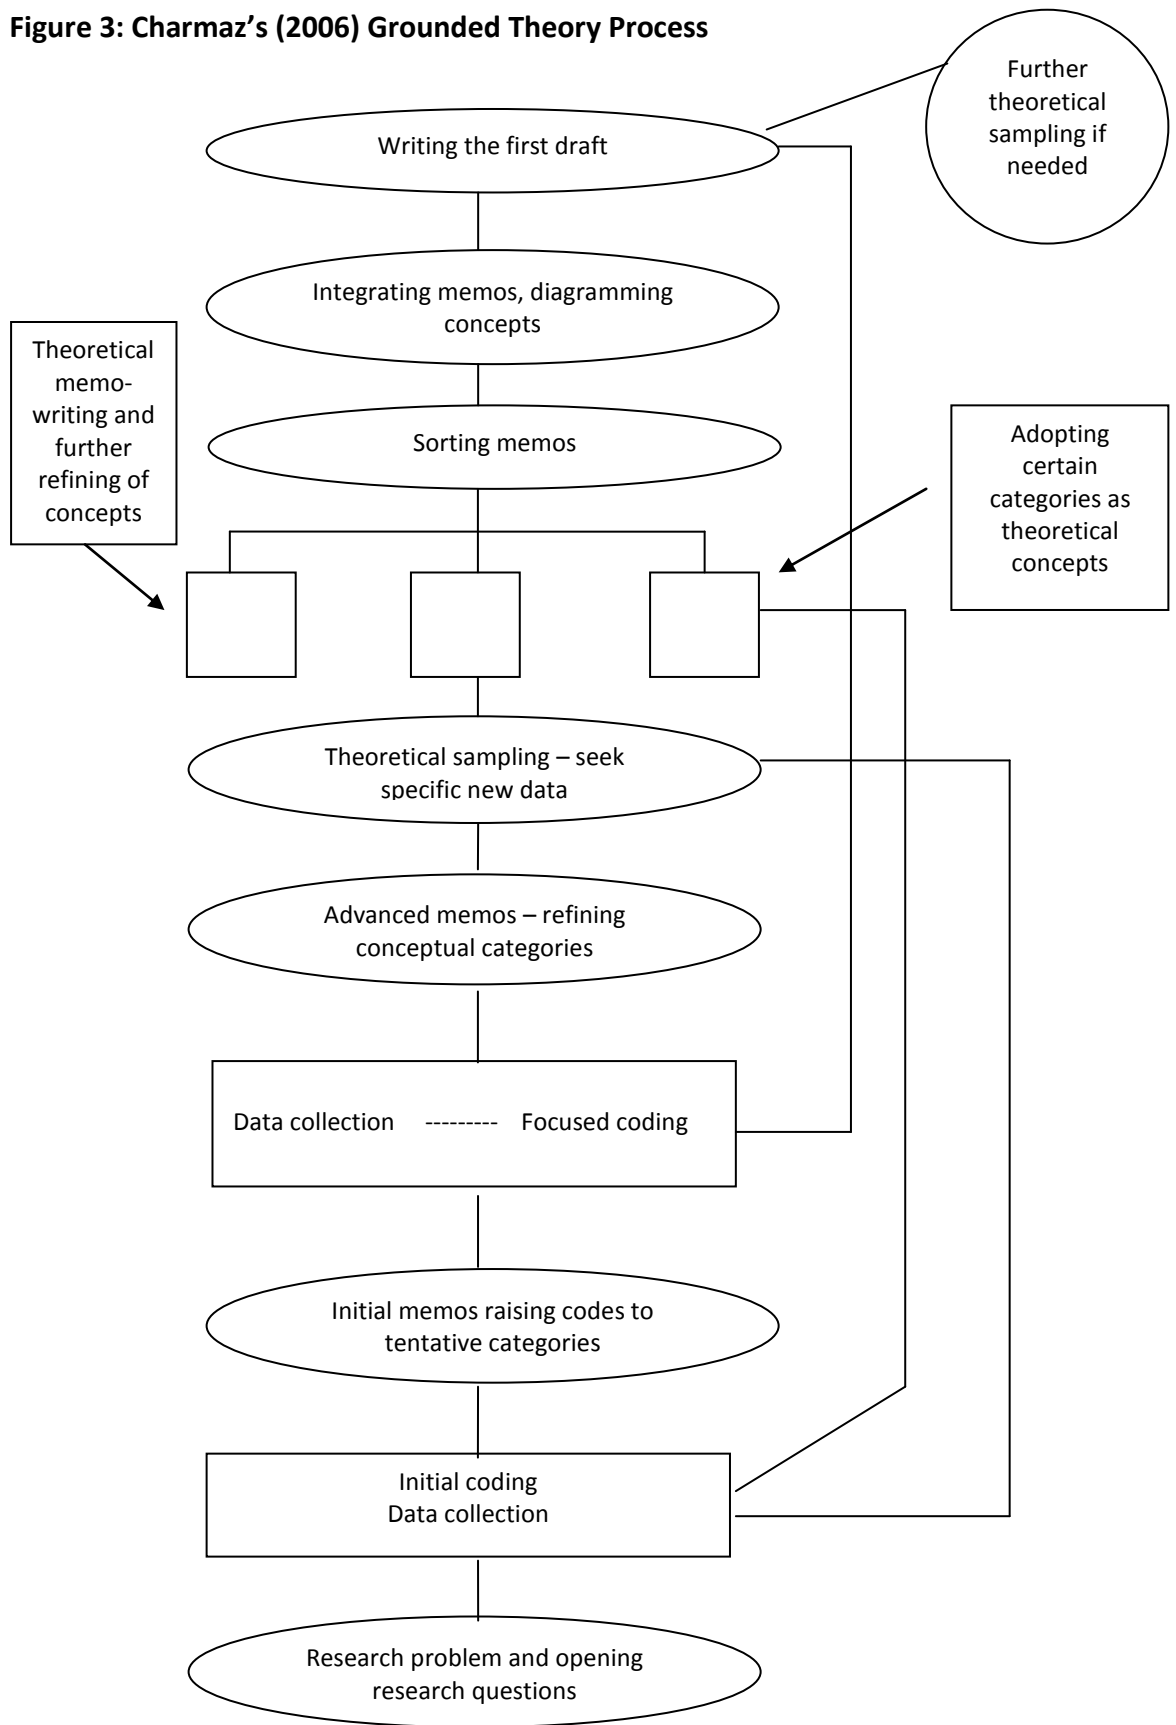 Figure 3: Charmaz’s (2006) Grounded Theory Process
Further
theoretical
sampling if
needed
Writing the first draft
Integrating memos, diagramming
concepts
Theoretical
memo-
writing and
further
refining of
concepts
Sorting memos
Adopting
certain
categories as
theoretical
concepts
Theoretical sampling – seek
specific new data
Advanced memos – refining
conceptual categories
Data collection --------- Focused coding
Initial memos raising codes to
tentative categories
Initial coding
Data collection
Research problem and opening
research questions